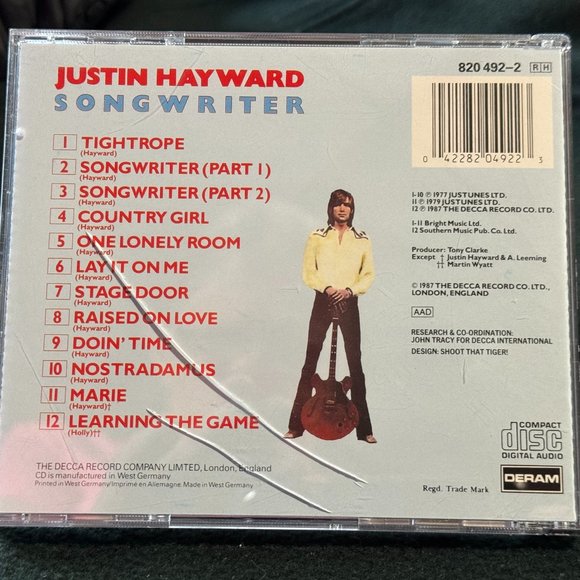 JUSTIN HAYWARD
SONGWRITER
820 492-2 RH
1 TIGHTROPE
(Hayward)
2 SONGWRITER (PART 1)
(Hayward)
3 SONGWRITER (PART 2)
(Hayward)
4 COUNTRY GIRL
(Hayward)
5 ONE LONELY ROOM
(Hayward)
6 LAY IT ON ME
(Hayward)
7 STAGE DOOR
(Hayward)
8 RAISED ON LOVE
(Hayward)
9 DOIN' TIME
(Hayward)
10 NOSTRADAMUS
(Hayward)
11 MARIE
(Hayward)†
12 LEARNING THE GAME
(Holly)††
0 42282 04922 3
1-10 ℗ 1977 JUSTUNES LTD.
11 ℗ 1979 JUSTUNES LTD.
12 ℗ 1987 THE DECCA RECORD CO. LTD.
1-11 Bright Music Ltd.
12 Southern Music Pub. Co. Ltd.
Producer: Tony Clarke
Except † Justin Hayward & A. Leeming
†† Martin Wyatt
© 1987 THE DECCA RECORD CO. LTD.,
LONDON, ENGLAND
AAD
RESEARCH & CO-ORDINATION:
JOHN TRACY FOR DECCA INTERNATIONAL
DESIGN: SHOOT THAT TIGER!
THE DECCA RECORD COMPANY LIMITED, London, England
CD is manufactured in West Germany
Printed in West Germany/Imprimé en Allemagne. Made in West Germany
COMPACT
disc
DIGITAL AUDIO
Regd. Trade Mark
DERAM